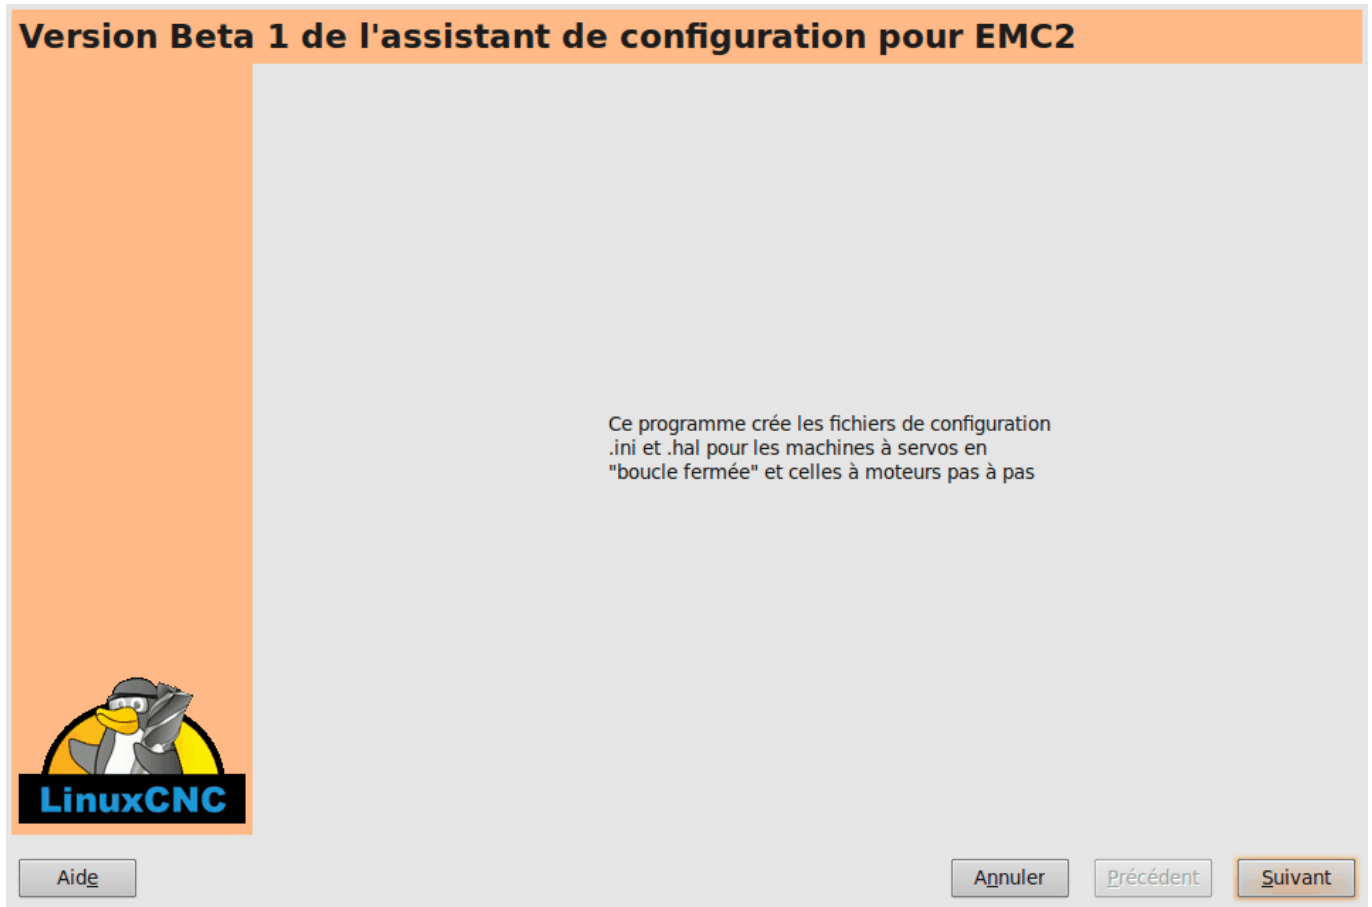 Version Beta 1 de l'assistant de configuration pour EMC2
Ce programme crée les fichiers de configuration
.ini et .hal pour les machines à servos en
"boucle fermée" et celles à moteurs pas à pas
LinuxCNC
Aide
Annuler
Précédent
Suivant